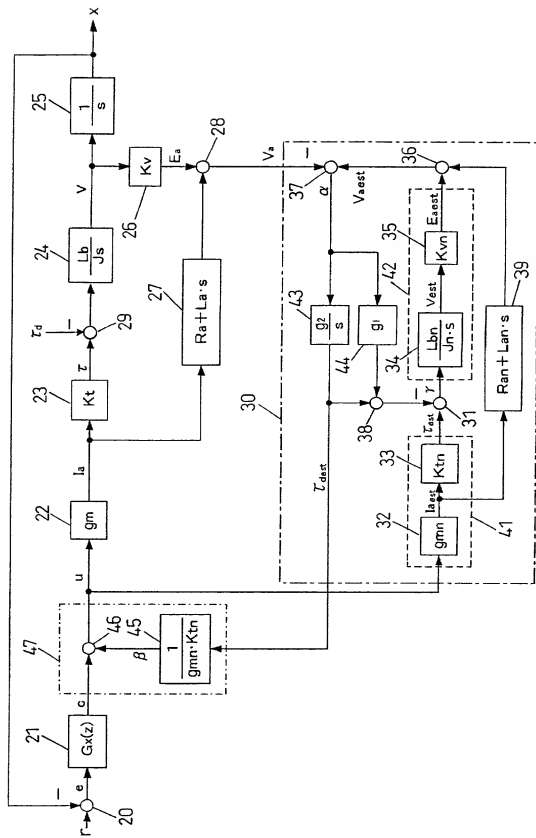 r
20
−
e
21
Gx(z)
c
47
46
β
45
1
gmn·Ktn
u
22
gm
Ia
23
Kt
τ
τd
−
29
24
Lb
Js
v
25
1
s
x
Kv
26
Ea
28
27
Ra+La·s
Va
30
−
37
α
Vaest
36
43
g2
s
g1
44
38
τdest
−
31
γ
τest
33
Ktn
Iaest
32
gmn
41
34
Lbn
Jn·s
Vest
35
Kvn
42
Eaest
Ran+Lan·s
39